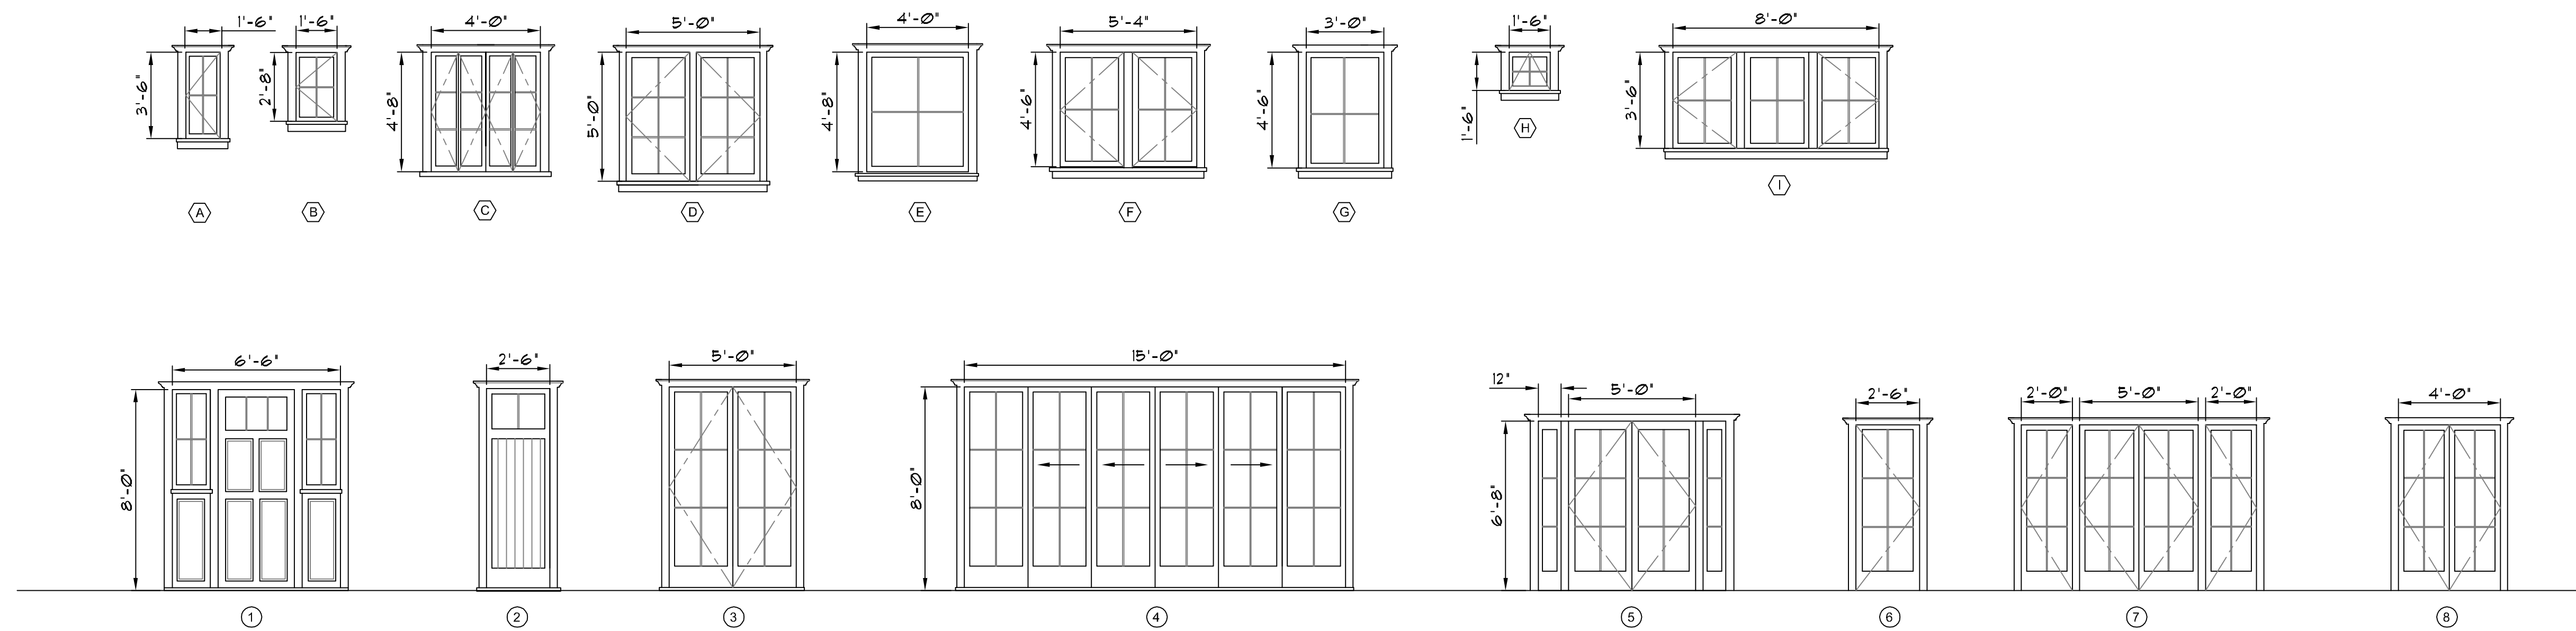 1'-6" 1'-6" 4'-0" 5'-0" 4'-0" 5'-4" 3'-0" 1'-6" 8'-0"
3'-6" 2'-8" 4'-8" 5'-0" 4'-8" 4'-6" 4'-6" 1'-6" 3'-6"
A B C D E F G H I
6'-6" 2'-6" 5'-0" 15'-0" 12" 5'-0" 2'-6" 2'-0" 5'-0" 2'-0" 4'-0"
8'-0" 8'-0" 6'-8"
1 2 3 4 5 6 7 8